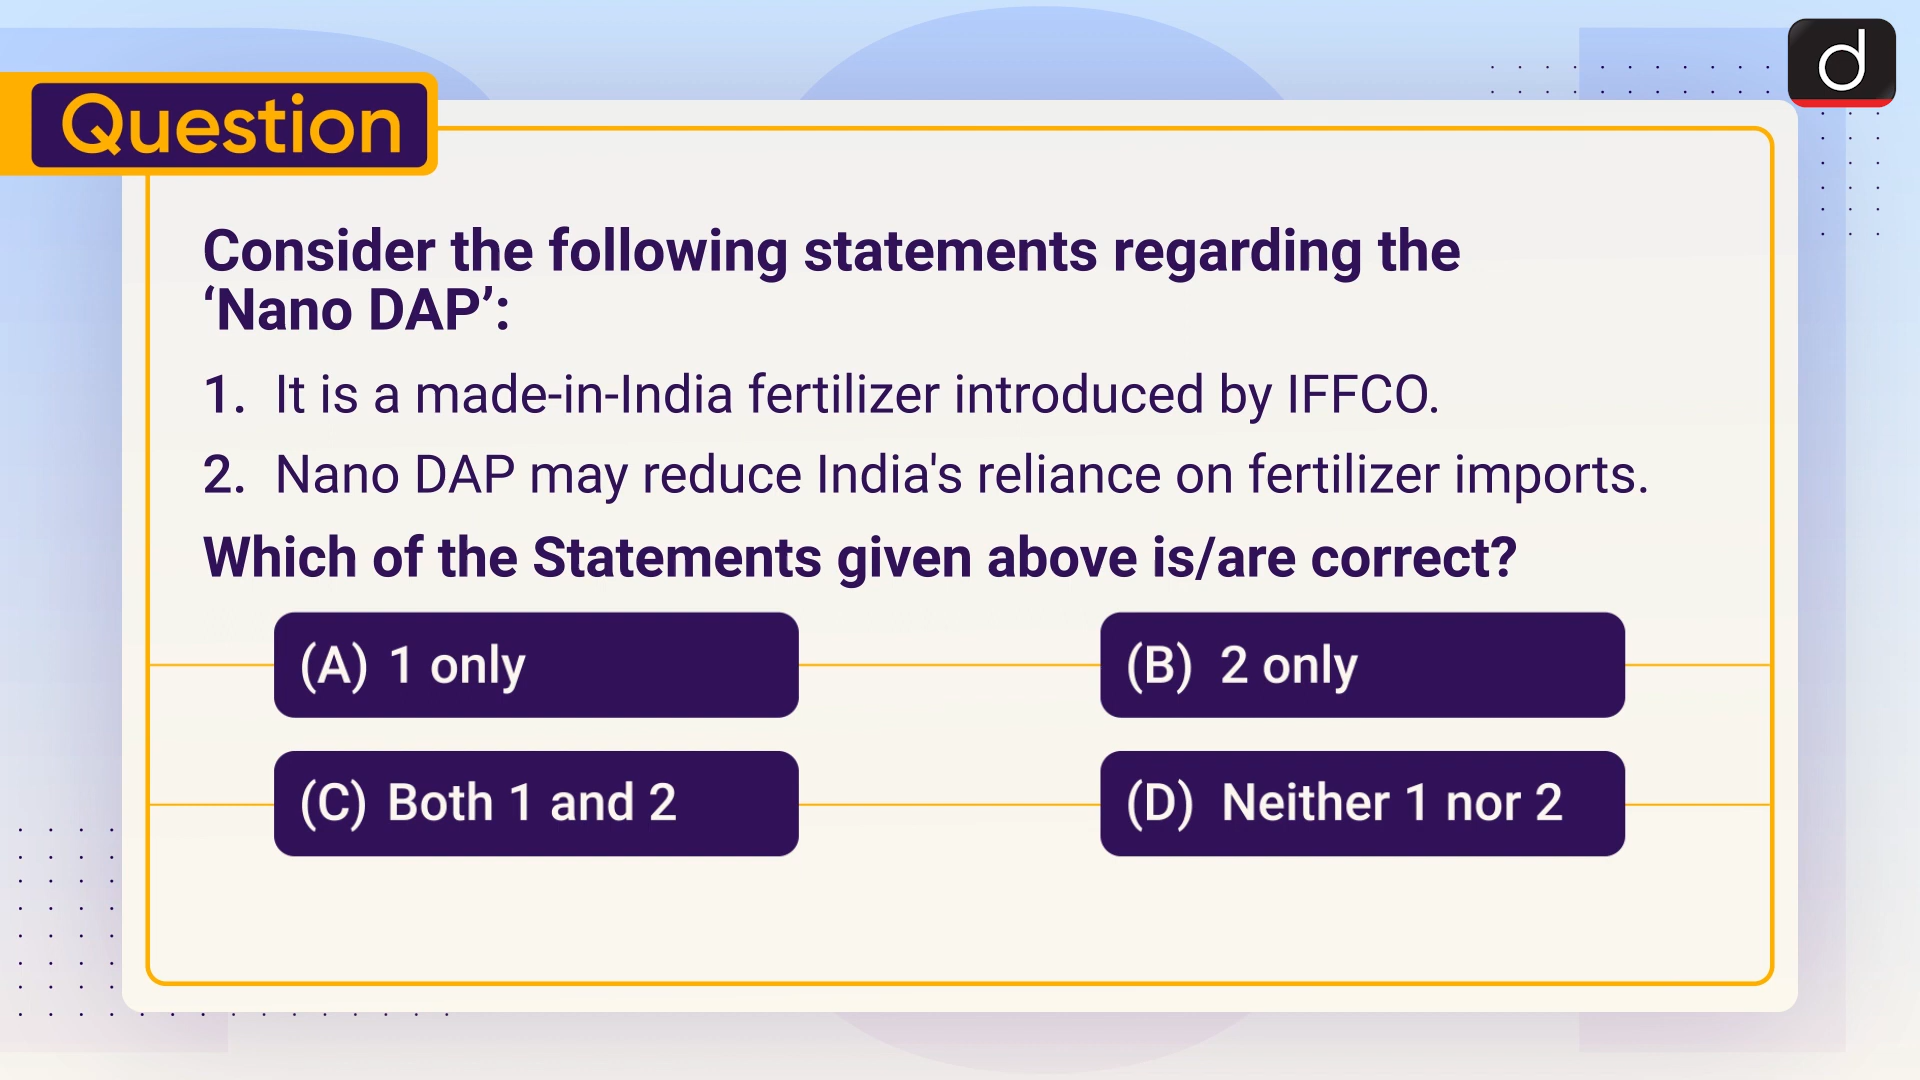 Question
Consider the following statements regarding the
‘Nano DAP’:
1. It is a made-in-India fertilizer introduced by IFFCO.
2. Nano DAP may reduce India's reliance on fertilizer imports.
Which of the Statements given above is/are correct?
(A) 1 only
(B) 2 only
(C) Both 1 and 2
(D) Neither 1 nor 2
d